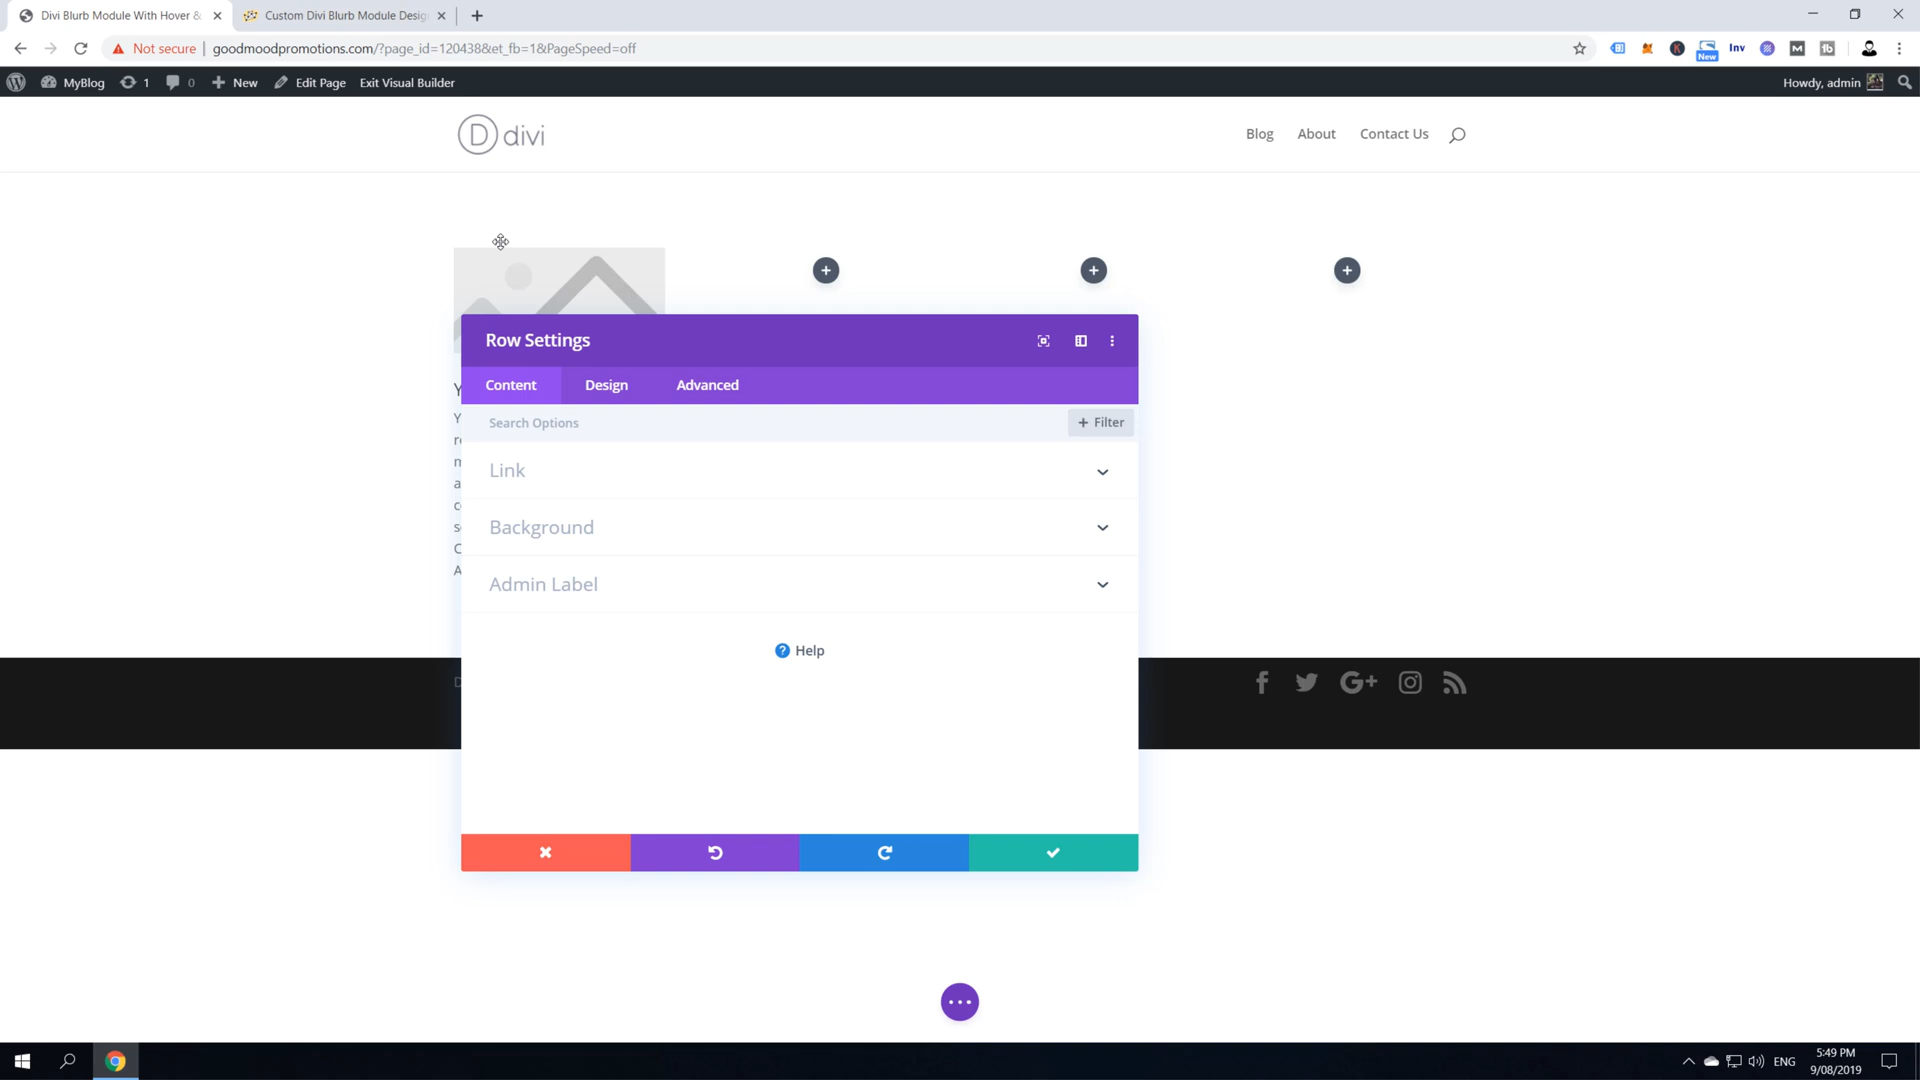 Divi Blurb Module With Hover &
Custom Divi Blurb Module Desig
Not secure
goodmoodpromotions.com/?page_id=120438&et_fb=1&PageSpeed=off
New
Inv
MyBlog
1
0
New
Edit Page
Exit Visual Builder
Howdy, admin
D divi
Blog
About
Contact Us
Row Settings
Content
Design
Advanced
Search Options
+ Filter
Link
Background
Admin Label
? Help
G+
ENG
5:49 PM
9/08/2019